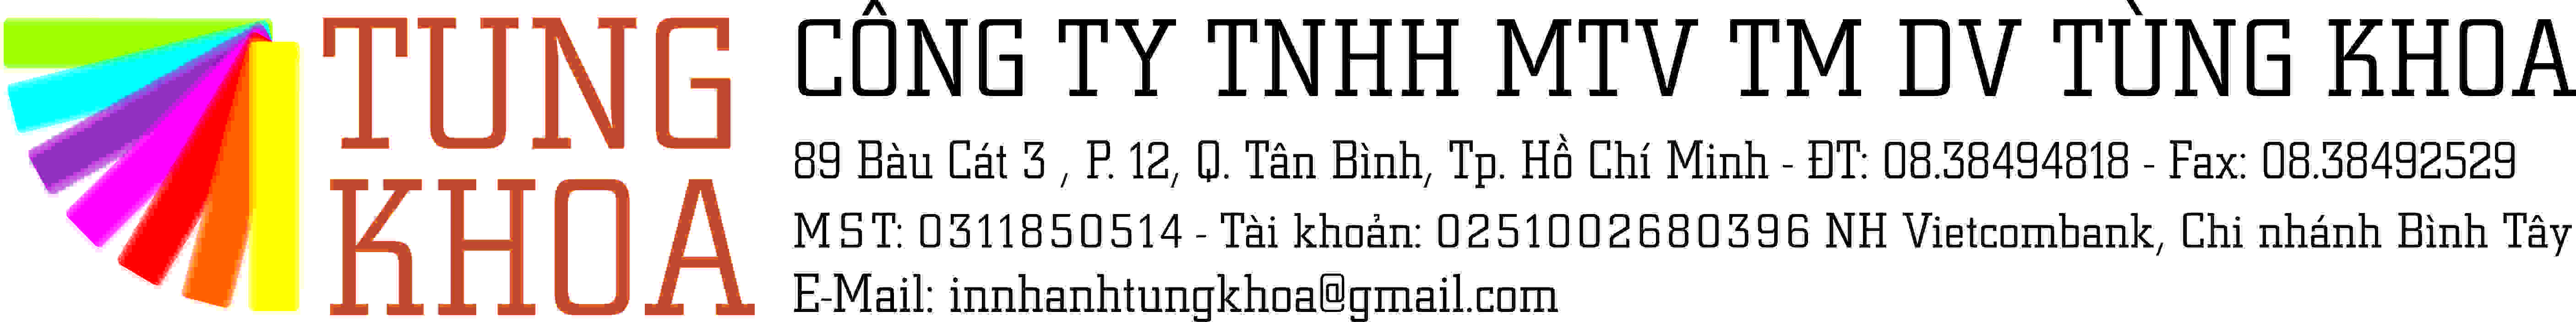 TUNG
KHOA
CÔNG TY TNHH MTV TM DV TÙNG KHOA
89 Bàu Cát 3 , P. 12, Q. Tân Bình, Tp. Hồ Chí Minh - ĐT: 08.38494818 - Fax: 08.38492529
MST: 0311850514 - Tài khoản: 0251002680396 NH Vietcombank, Chi nhánh Bình Tây
E-Mail: innhanhtungkhoa@gmail.com